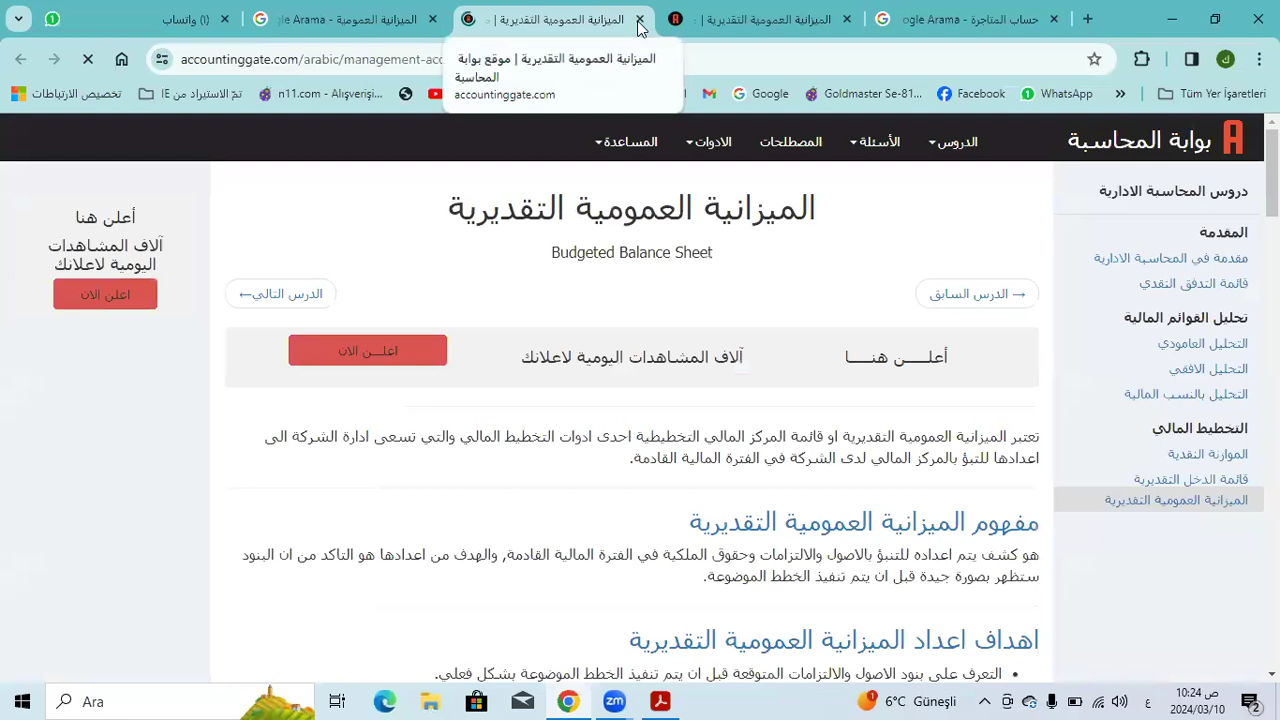 واتساب (1)
الميزانية العمومية - Google Arama
الميزانية العمومية التقديرية |
الميزانية العمومية التقديرية |
حساب المتاجرة - ogle Arama
accountinggate.com/arabic/management-acc
الميزانية العمومية التقديرية | موقع بوابة
المحاسبة
accountinggate.com
ك
تخصيص الارتباطات
تمّ الاستيراد من IE
n11.com - Alışverişi...
Google
Goldmaster Se-81...
Facebook
WhatsApp
Tüm Yer İşaretleri
بوابة المحاسبة
الدروس
الأسئلة
المصطلحات
الادوات
المساعدة
دروس المحاسبة الادارية
المقدمة
مقدمة في المحاسبة الادارية
قائمة التدفق النقدي
تحليل القوائم المالية
التحليل العامودي
التحليل الافقي
التحليل بالنسب المالية
التخطيط المالي
الموازنة النقدية
قائمة الدخل التقديرية
الميزانية العمومية التقديرية
الميزانية العمومية التقديرية
Budgeted Balance Sheet
→ الدرس السابق
الدرس التالي←
أعلــــن هنــــا
آلاف المشاهدات اليومية لاعلانك
اعلـــن الان
تعتبر الميزانية العمومية التقديرية او قائمة المركز المالي التخطيطية احدى ادوات التخطيط المالي والتي تسعى ادارة الشركة الى
اعدادها للتبؤ بالمركز المالي لدى الشركة في الفترة المالية القادمة.
مفهوم الميزانية العمومية التقديرية
هو كشف يتم اعداده للتنبؤ بالاصول والالتزامات وحقوق الملكية في الفترة المالية القادمة, والهدف من اعدادها هو التاكد من ان البنود
ستظهر بصورة جيدة قبل ان يتم تنفيذ الخطط الموضوعة.
اهداف اعداد الميزانية العمومية التقديرية
• التعرف على بنود الاصول والالتزامات المتوقعة قبل ان يتم تنفيذ الخطط الموضوعة بشكل فعلي.
أعلن هنا
آلاف المشاهدات
اليومية لاعلانك
اعلن الان
Ara
zm
1
6°C Güneşli
ع
10:24 ص
2024/03/10
2